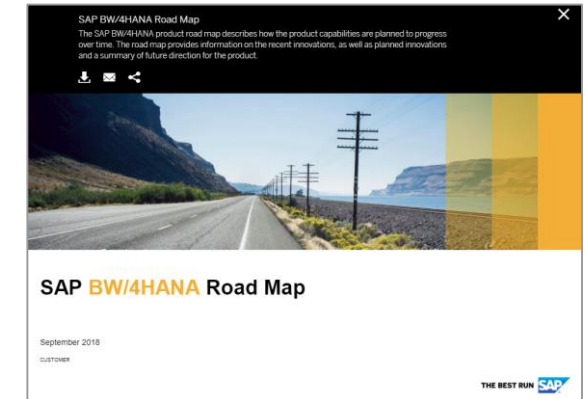 SAP BW/4HANA Road Map
The SAP BW/4HANA product road map describes how the product capabilities are planned to progress
over time. The road map provides information on the recent innovations, as well as planned innovations
and a summary of future direction for the product.
SAP BW/4HANA Road Map
September 2018
CUSTOMER
THE BEST RUN SAP